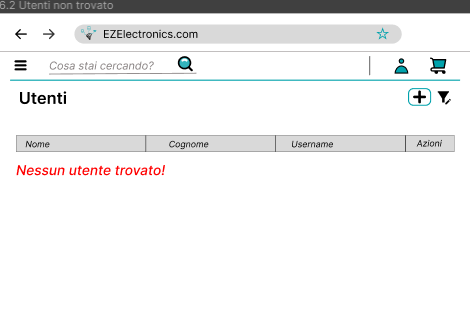 6.2 Utenti non trovato
EZElectronics.com
Cosa stai cercando?
Utenti
Nome Cognome Username Azioni
Nessun utente trovato!